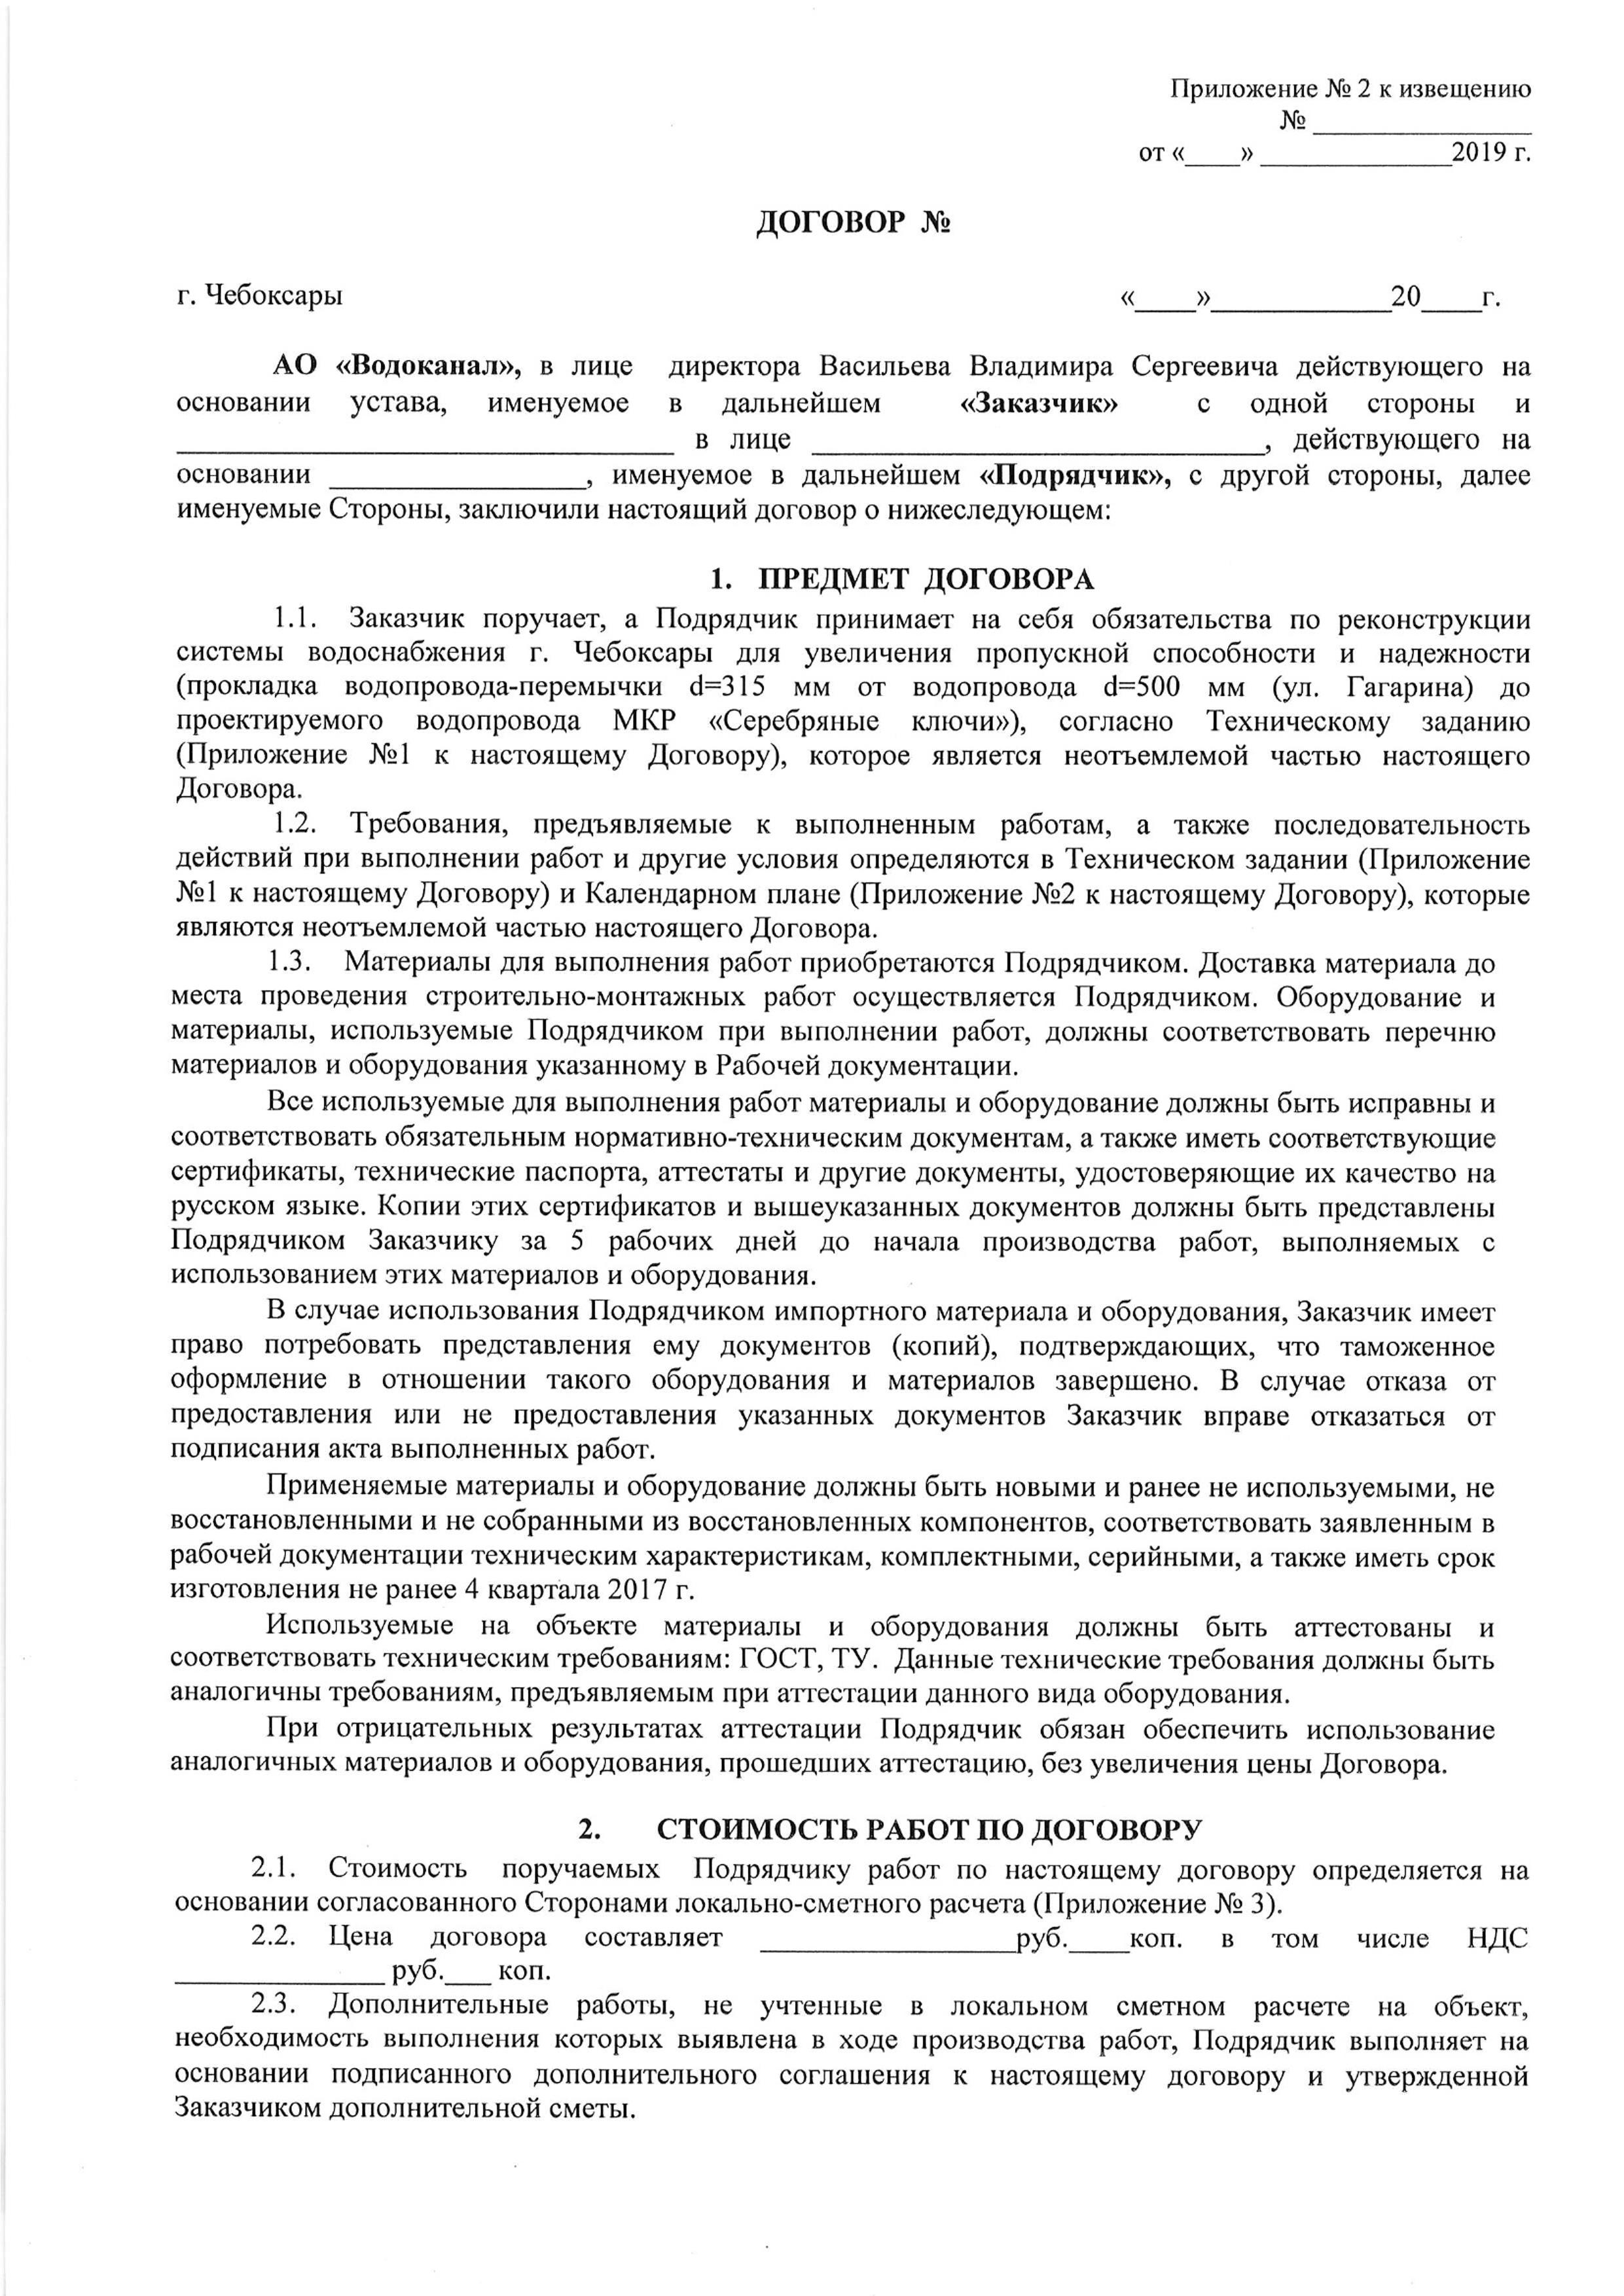 Приложение № 2 к извещению
№ ________________
от «____» ______________2019 г.
ДОГОВОР №
г. Чебоксары «____»____________20____г.
АО «Водоканал», в лице директора Васильева Владимира Сергеевича действующего на
основании устава, именуемое в дальнейшем «Заказчик» с одной стороны и
_________________________________ в лице ______________________________, действующего на
основании _________________, именуемое в дальнейшем «Подрядчик», с другой стороны, далее
именуемые Стороны, заключили настоящий договор о нижеследующем:
1. ПРЕДМЕТ ДОГОВОРА
1.1. Заказчик поручает, а Подрядчик принимает на себя обязательства по реконструкции
системы водоснабжения г. Чебоксары для увеличения пропускной способности и надежности
(прокладка водопровода-перемычки d=315 мм от водопровода d=500 мм (ул. Гагарина) до
проектируемого водопровода МКР «Серебряные ключи»), согласно Техническому заданию
(Приложение №1 к настоящему Договору), которое является неотъемлемой частью настоящего
Договора.
1.2. Требования, предъявляемые к выполненным работам, а также последовательность
действий при выполнении работ и другие условия определяются в Техническом задании (Приложение
№1 к настоящему Договору) и Календарном плане (Приложение №2 к настоящему Договору), которые
являются неотъемлемой частью настоящего Договора.
1.3. Материалы для выполнения работ приобретаются Подрядчиком. Доставка материала до
места проведения строительно-монтажных работ осуществляется Подрядчиком. Оборудование и
материалы, используемые Подрядчиком при выполнении работ, должны соответствовать перечню
материалов и оборудования указанному в Рабочей документации.
Все используемые для выполнения работ материалы и оборудование должны быть исправны и
соответствовать обязательным нормативно-техническим документам, а также иметь соответствующие
сертификаты, технические паспорта, аттестаты и другие документы, удостоверяющие их качество на
русском языке. Копии этих сертификатов и вышеуказанных документов должны быть представлены
Подрядчиком Заказчику за 5 рабочих дней до начала производства работ, выполняемых с
использованием этих материалов и оборудования.
В случае использования Подрядчиком импортного материала и оборудования, Заказчик имеет
право потребовать представления ему документов (копий), подтверждающих, что таможенное
оформление в отношении такого оборудования и материалов завершено. В случае отказа от
предоставления или не предоставления указанных документов Заказчик вправе отказаться от
подписания акта выполненных работ.
Применяемые материалы и оборудование должны быть новыми и ранее не используемыми, не
восстановленными и не собранными из восстановленных компонентов, соответствовать заявленным в
рабочей документации техническим характеристикам, комплектными, серийными, а также иметь срок
изготовления не ранее 4 квартала 2017 г.
Используемые на объекте материалы и оборудования должны быть аттестованы и
соответствовать техническим требованиям: ГОСТ, ТУ. Данные технические требования должны быть
аналогичны требованиям, предъявляемым при аттестации данного вида оборудования.
При отрицательных результатах аттестации Подрядчик обязан обеспечить использование
аналогичных материалов и оборудования, прошедших аттестацию, без увеличения цены Договора.
2. СТОИМОСТЬ РАБОТ ПО ДОГОВОРУ
2.1. Стоимость поручаемых Подрядчику работ по настоящему договору определяется на
основании согласованного Сторонами локально-сметного расчета (Приложение № 3).
2.2. Цена договора составляет _________________руб.____коп. в том числе НДС
______________ руб.___ коп.
2.3. Дополнительные работы, не учтенные в локальном сметном расчете на объект,
необходимость выполнения которых выявлена в ходе производства работ, Подрядчик выполняет на
основании подписанного дополнительного соглашения к настоящему договору и утвержденной
Заказчиком дополнительной сметы.